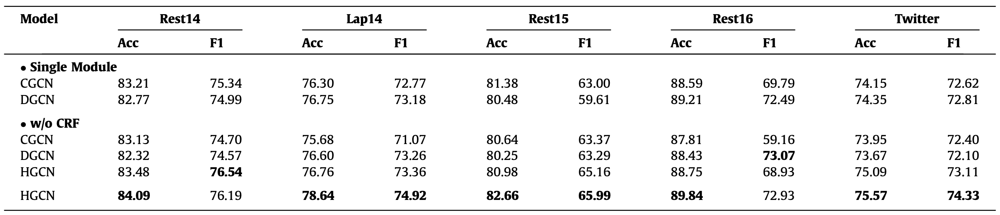 Model Rest14 Lap14 Rest15 Rest16 Twitter
Acc F1 Acc F1 Acc F1 Acc F1 Acc F1
• Single Module
CGCN 83.21 75.34 76.30 72.77 81.38 63.00 88.59 69.79 74.15 72.62
DGCN 82.77 74.99 76.75 73.18 80.48 59.61 89.21 72.49 74.35 72.81
• w/o CRF
CGCN 83.13 74.70 75.68 71.07 80.64 63.37 87.81 59.16 73.95 72.40
DGCN 82.32 74.57 76.60 73.26 80.25 63.29 88.43 73.07 73.67 72.10
HGCN 83.48 76.54 76.76 73.36 80.98 65.16 88.75 68.93 75.09 73.11
HGCN 84.09 76.19 78.64 74.92 82.66 65.99 89.84 72.93 75.57 74.33